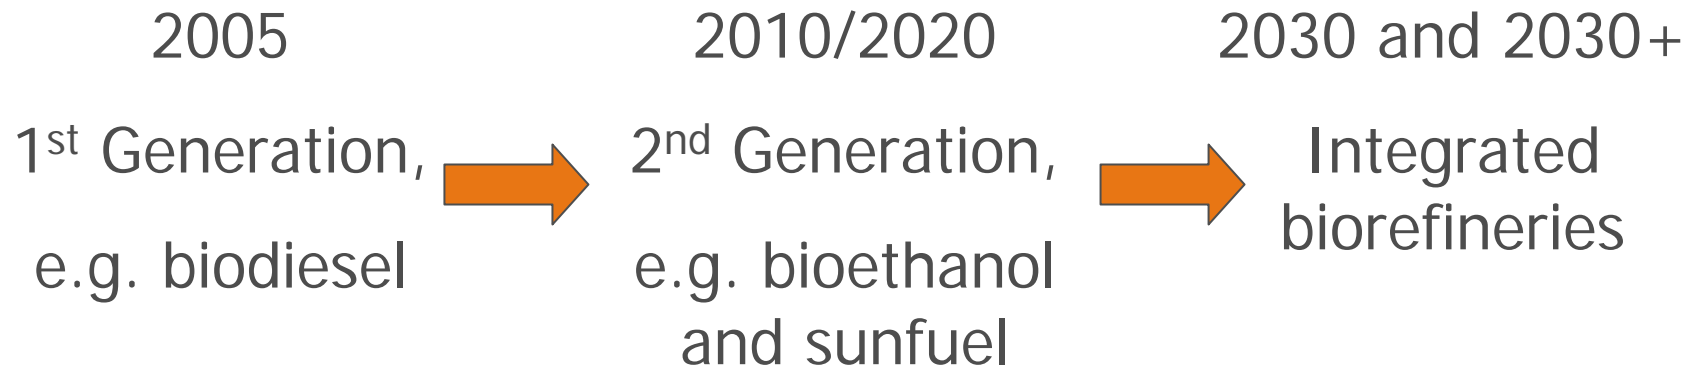 2005
1st Generation,
e.g. biodiesel
2010/2020
2nd Generation,
e.g. bioethanol
and sunfuel
2030 and 2030+
Integrated
biorefineries